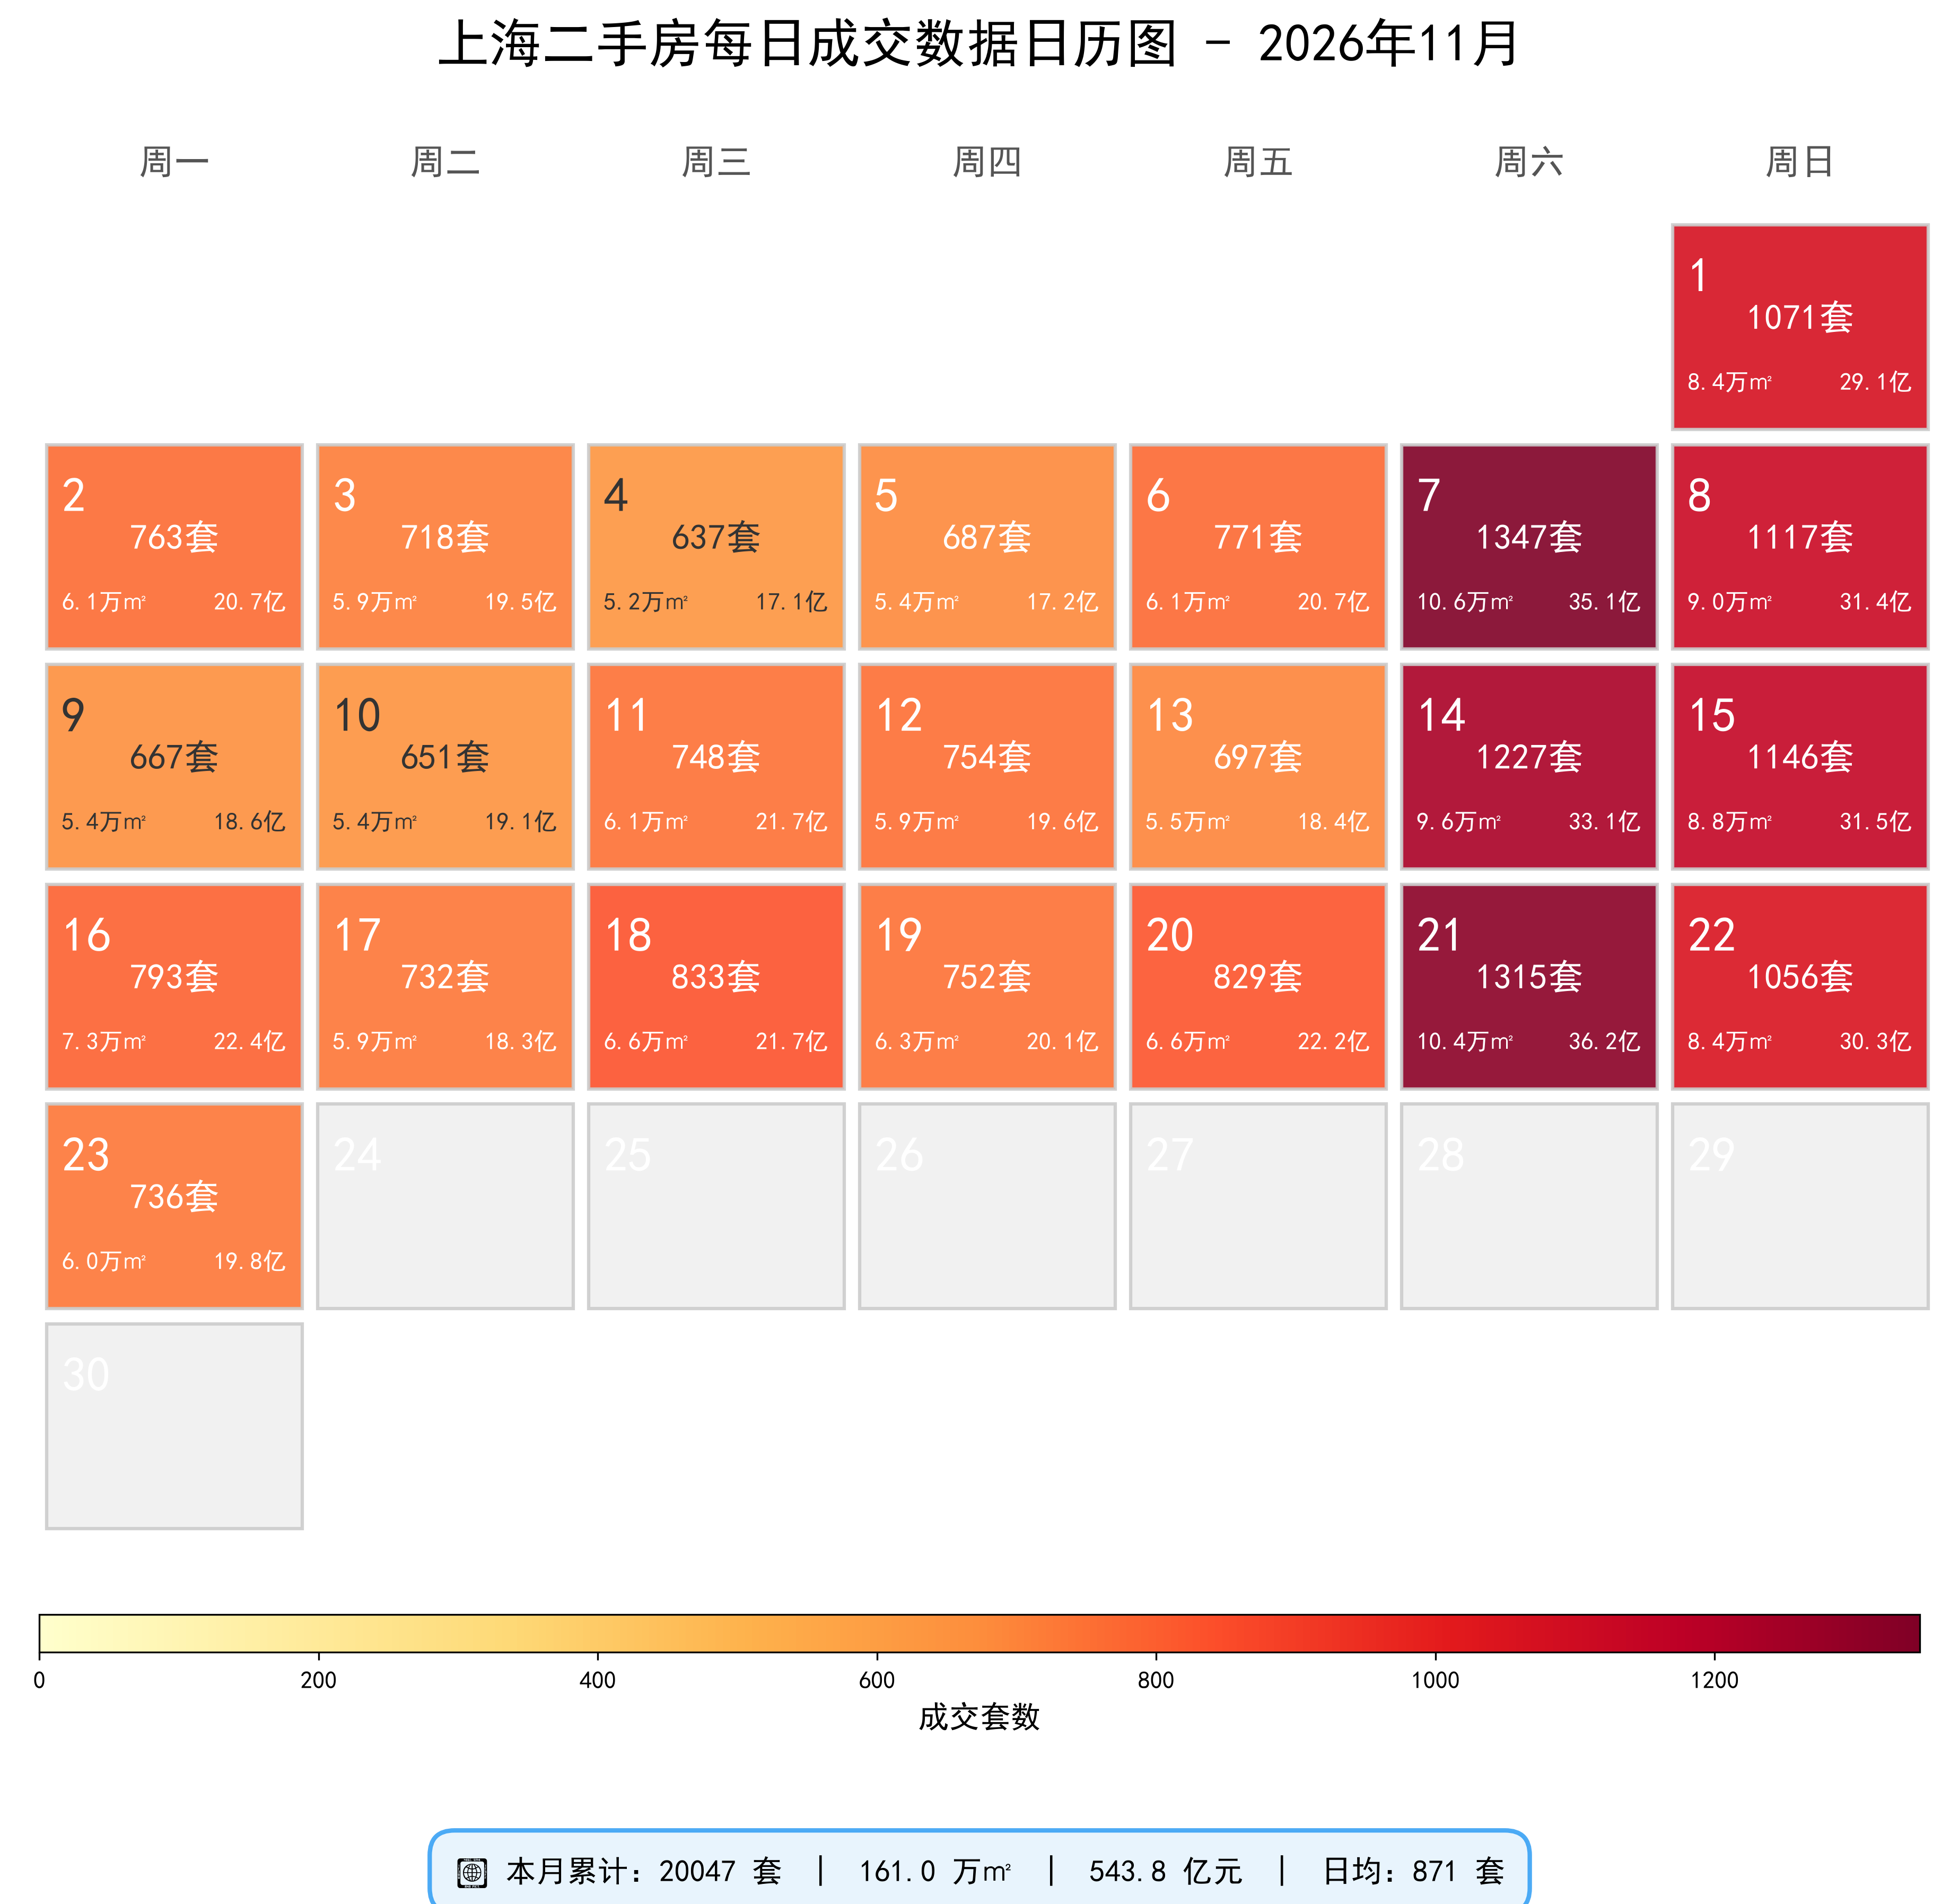 上海二手房每日成交数据日历图 - 2026年11月
周一 周二 周三 周四 周五 周六 周日
1
1071套
8.4万㎡ 29.1亿
2 3 4 5 6 7 8
763套 718套 637套 687套 771套 1347套 1117套
6.1万㎡ 20.7亿 5.9万㎡ 19.5亿 5.2万㎡ 17.1亿 5.4万㎡ 17.2亿 6.1万㎡ 20.7亿 10.6万㎡ 35.1亿 9.0万㎡ 31.4亿
9 10 11 12 13 14 15
667套 651套 748套 754套 697套 1227套 1146套
5.4万㎡ 18.6亿 5.4万㎡ 19.1亿 6.1万㎡ 21.7亿 5.9万㎡ 19.6亿 5.5万㎡ 18.4亿 9.6万㎡ 33.1亿 8.8万㎡ 31.5亿
16 17 18 19 20 21 22
793套 732套 833套 752套 829套 1315套 1056套
7.3万㎡ 22.4亿 5.9万㎡ 18.3亿 6.6万㎡ 21.7亿 6.3万㎡ 20.1亿 6.6万㎡ 22.2亿 10.4万㎡ 36.2亿 8.4万㎡ 30.3亿
23 24 25 26 27 28 29
736套
6.0万㎡ 19.8亿
30
0 200 400 600 800 1000 1200
成交套数
本月累计：20047 套 | 161.0 万㎡ | 543.8 亿元 | 日均：871 套